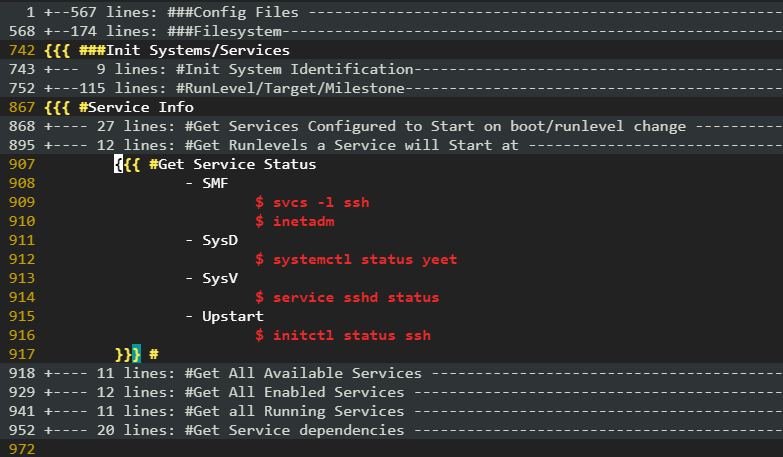 1 +--567 lines: ###Config Files ------------------------------------------------------
568 +--174 lines: ###Filesystem---------------------------------------------------------
742 {{{ ###Init Systems/Services
743 +---  9 lines: #Init System Identification------------------------------------------
752 +---115 lines: #RunLevel/Target/Milestone-------------------------------------------
867 {{{ #Service Info
868 +---- 27 lines: #Get Services Configured to Start on boot/runlevel change ----------
895 +---- 12 lines: #Get Runlevels a Service will Start at -----------------------------
907 {{{ #Get Service Status
908 - SMF
909 $ svcs -l ssh
910 $ inetadm
911 - SysD
912 $ systemctl status yeet
913 - SysV
914 $ service sshd status
915 - Upstart
916 $ initctl status ssh
917 }}} #
918 +---- 11 lines: #Get All Available Services ----------------------------------------
929 +---- 12 lines: #Get All Enabled Services ------------------------------------------
941 +---- 11 lines: #Get all Running Services ------------------------------------------
952 +---- 20 lines: #Get Service dependencies ------------------------------------------
972